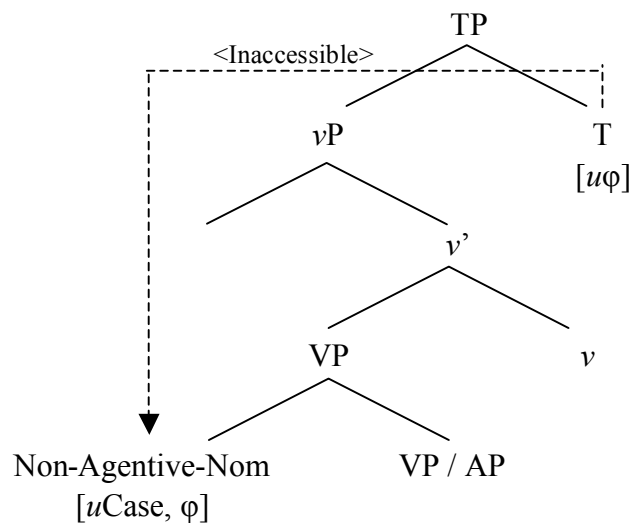 TP
<Inaccessible>
vP
T
[uφ]
v’
VP
v
Non-Agentive-Nom
VP / AP
[uCase, φ]